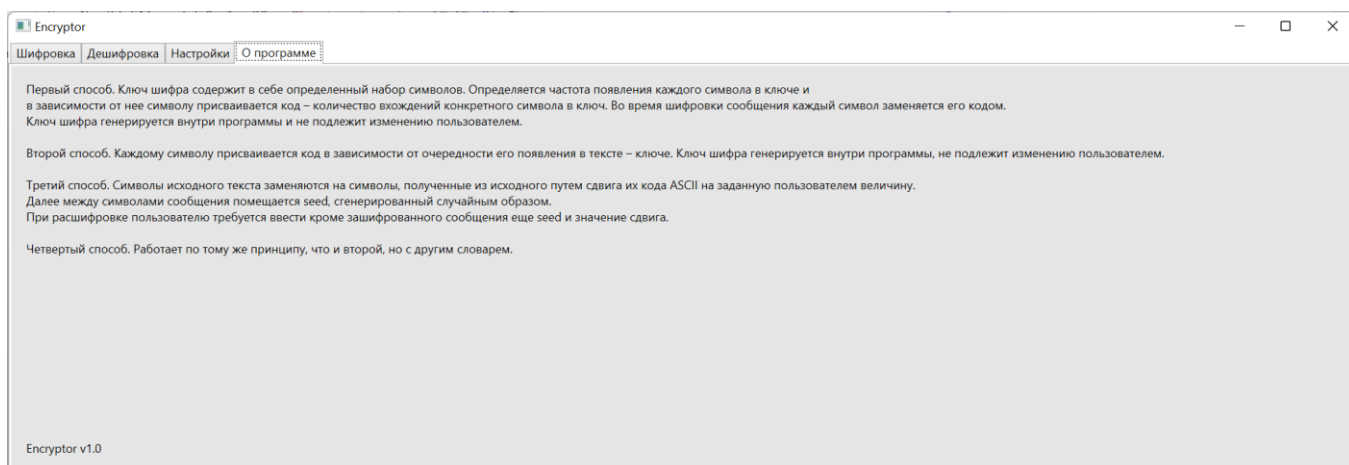 Encryptor
Шифровка Дешифровка Настройки О программе
Первый способ. Ключ шифра содержит в себе определенный набор символов. Определяется частота появления каждого символа в ключе и
в зависимости от нее символу присваивается код – количество вхождений конкретного символа в ключ. Во время шифровки сообщения каждый символ заменяется его кодом.
Ключ шифра генерируется внутри программы и не подлежит изменению пользователем.
Второй способ. Каждому символу присваивается код в зависимости от очередности его появления в тексте – ключе. Ключ шифра генерируется внутри программы, не подлежит изменению пользователем.
Третий способ. Символы исходного текста заменяются на символы, полученные из исходного путем сдвига их кода ASCII на заданную пользователем величину.
Далее между символами сообщения помещается seed, сгенерированный случайным образом.
При расшифровке пользователю требуется ввести кроме зашифрованного сообщения еще seed и значение сдвига.
Четвертый способ. Работает по тому же принципу, что и второй, но с другим словарем.
Encryptor v1.0